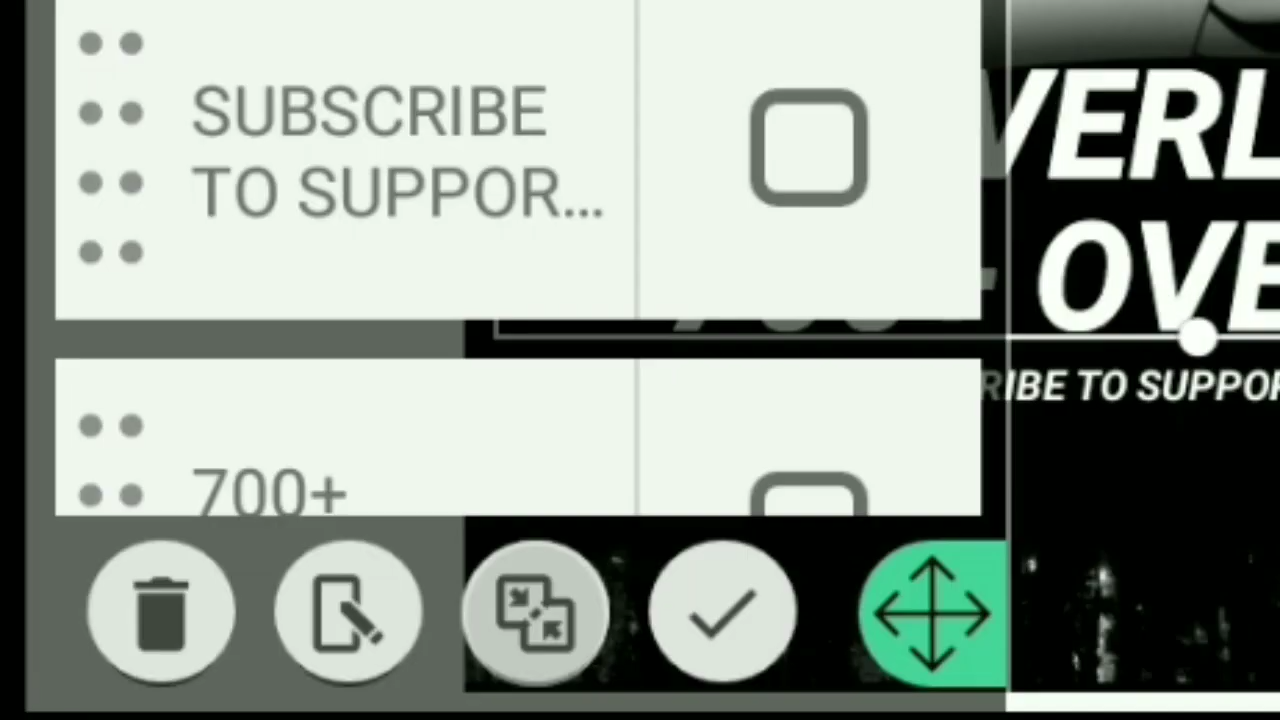 SUBSCRIBE
TO SUPPOR...
700+
VERL
OVE
RIBE TO SUPPOR